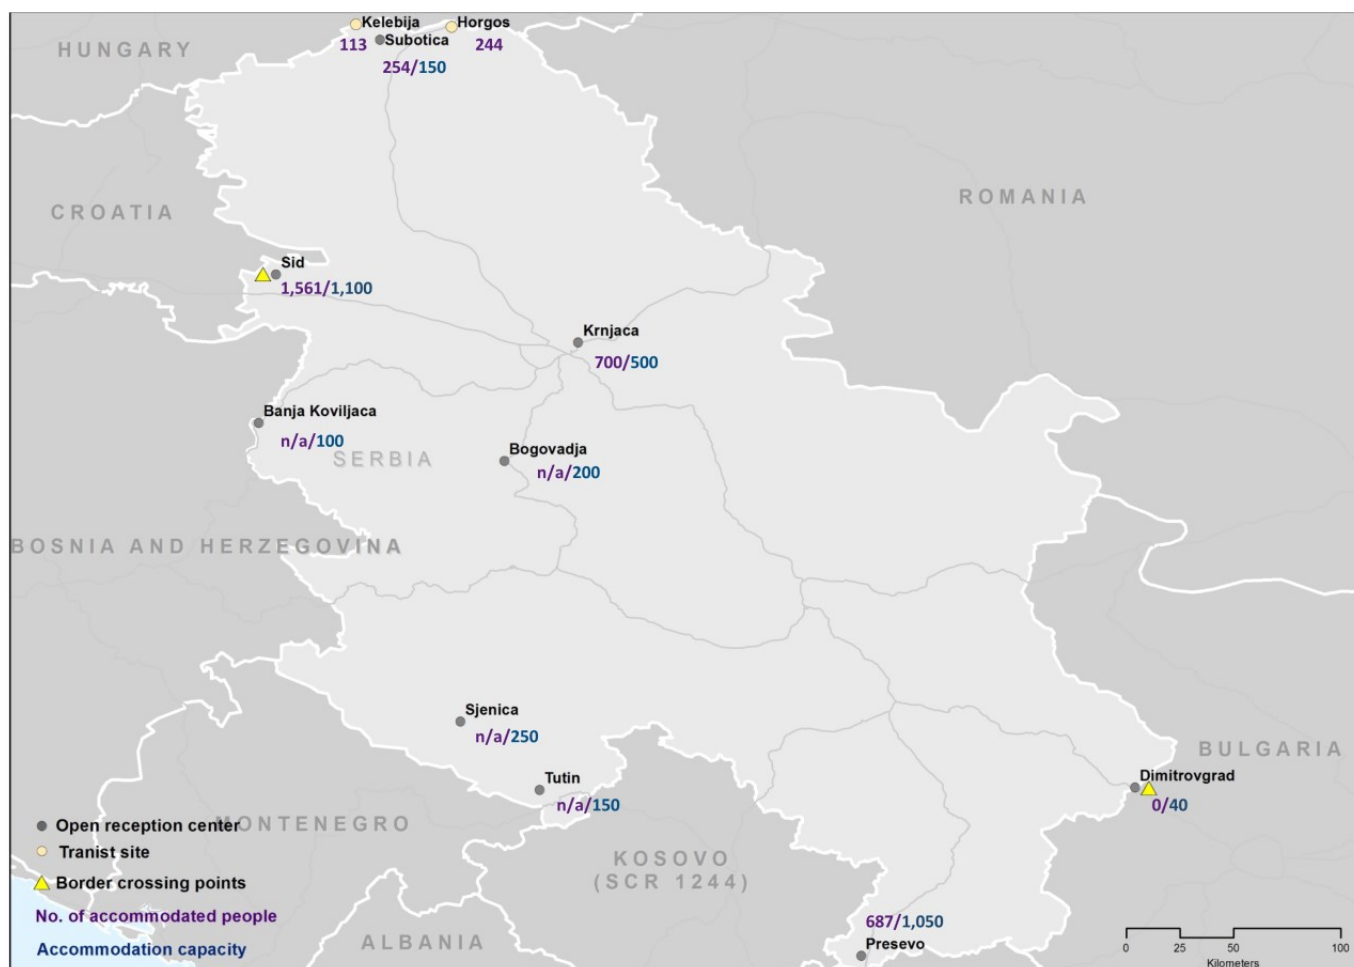 Kelebija
Horgos
HUNGARY
113
Subotica
244
254/150
ROMANIA
CROATIA
Sid
1,561/1,100
Krnjaca
700/500
Banja Koviljaca
n/a/100
SERBIA
Bogovadja
n/a/200
BOSNIA AND HERZEGOVINA
Sjenica
n/a/250
BULGARIA
Tutin
n/a/150
Dimitrovgrad
0/40
MONTENEGRO
KOSOVO
(SCR 1244)
687/1,050
Presevo
ALBANIA
Open reception center
Tranist site
Border crossing points
No. of accommodated people
Accommodation capacity
0 25 50 100
Kilometers